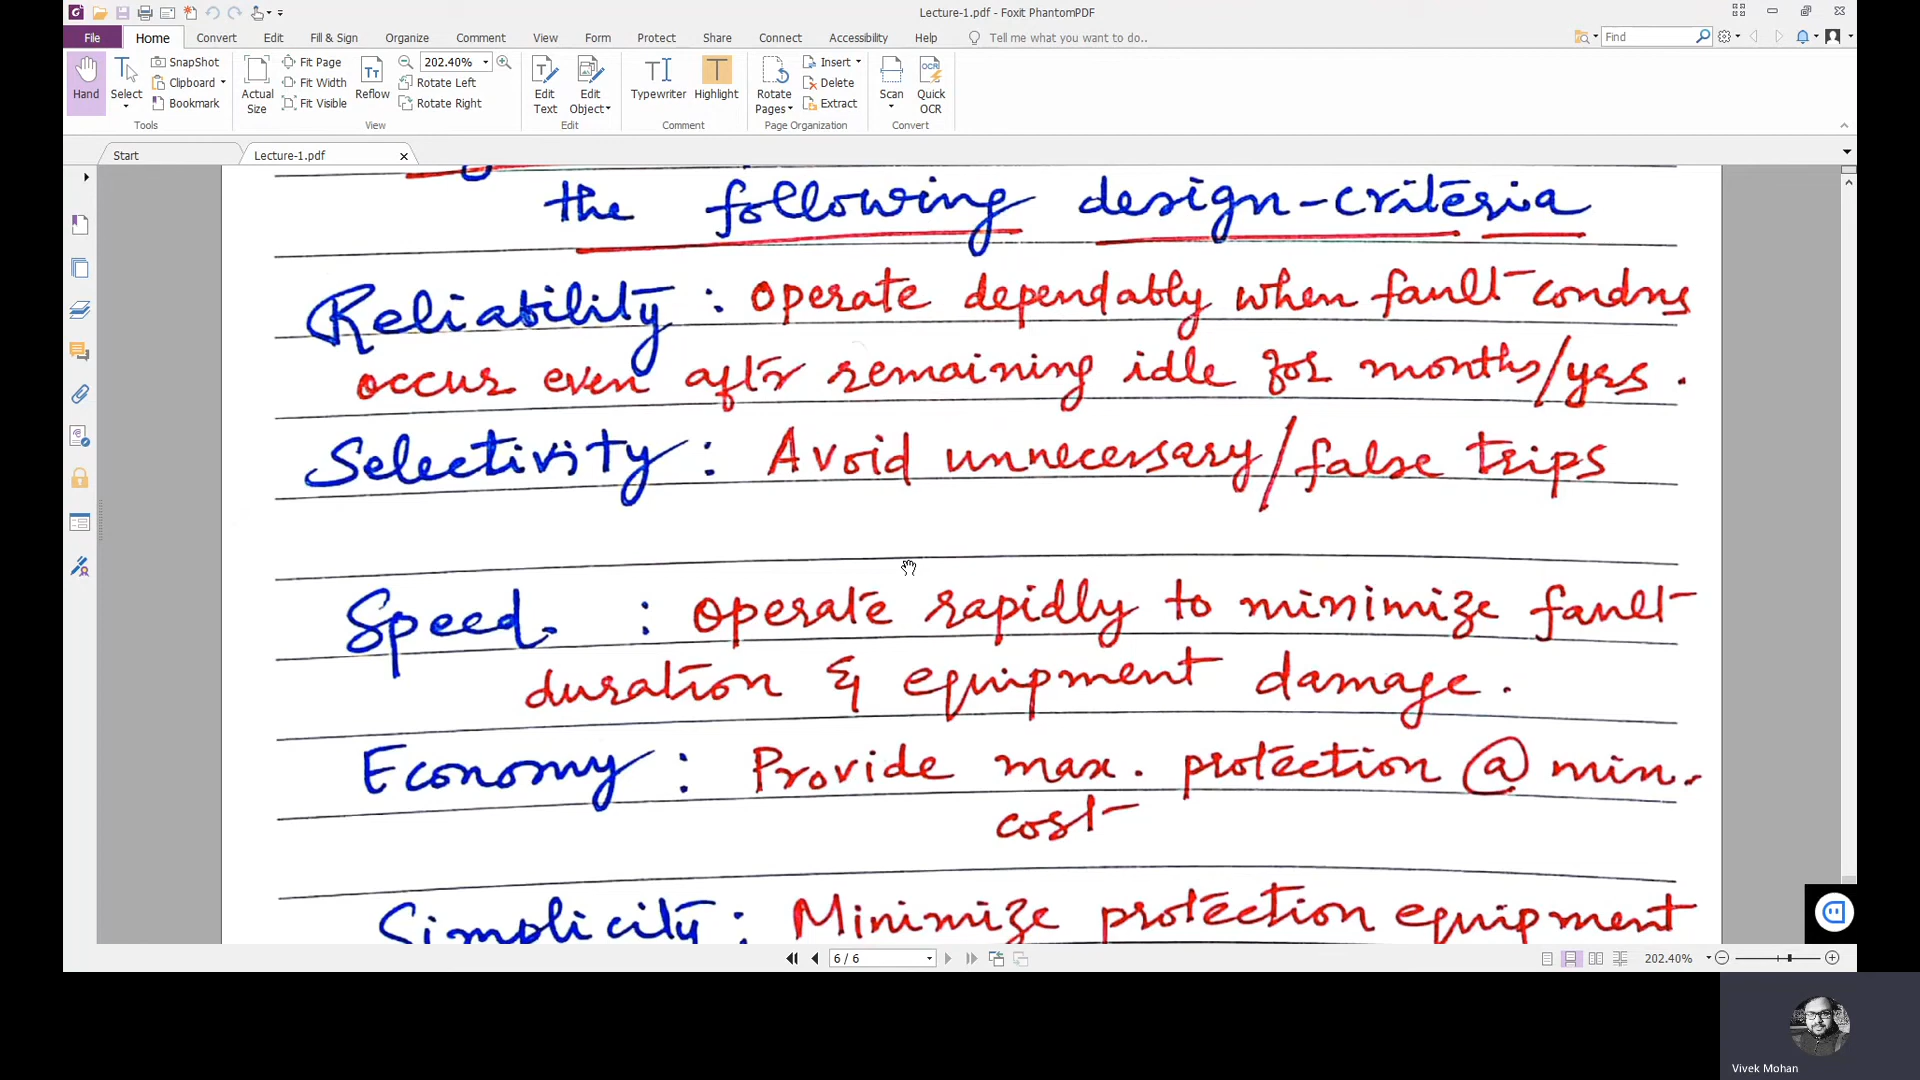 Lecture-1.pdf - Foxit PhantomPDF
File Home Convert Edit Fill & Sign Organize Comment View Form Protect Share Connect Accessibility Help Tell me what you want to do.. Find
Hand
Select
SnapShot
Clipboard
Bookmark
Tools
Actual Size
Fit Page
Fit Width
Fit Visible
Reflow
202.40%
Rotate Left
Rotate Right
View
Edit Text
Edit Object
Edit
Typewriter
Highlight
Comment
Rotate Pages
Insert
Delete
Extract
Page Organization
Scan
Quick OCR
Convert
Start Lecture-1.pdf
the following design-criteria
Reliability : Operate dependably when fault condns
occur even aftr remaining idle for months/yrs.
Selectivity : Avoid unnecessary/false trips
Speed. : operate rapidly to minimize fault
duration & equipment damage.
Economy : Provide max. protection @ min.
cost
Simplicity : Minimize protection equipment
6 / 6 202.40%
Vivek Mohan